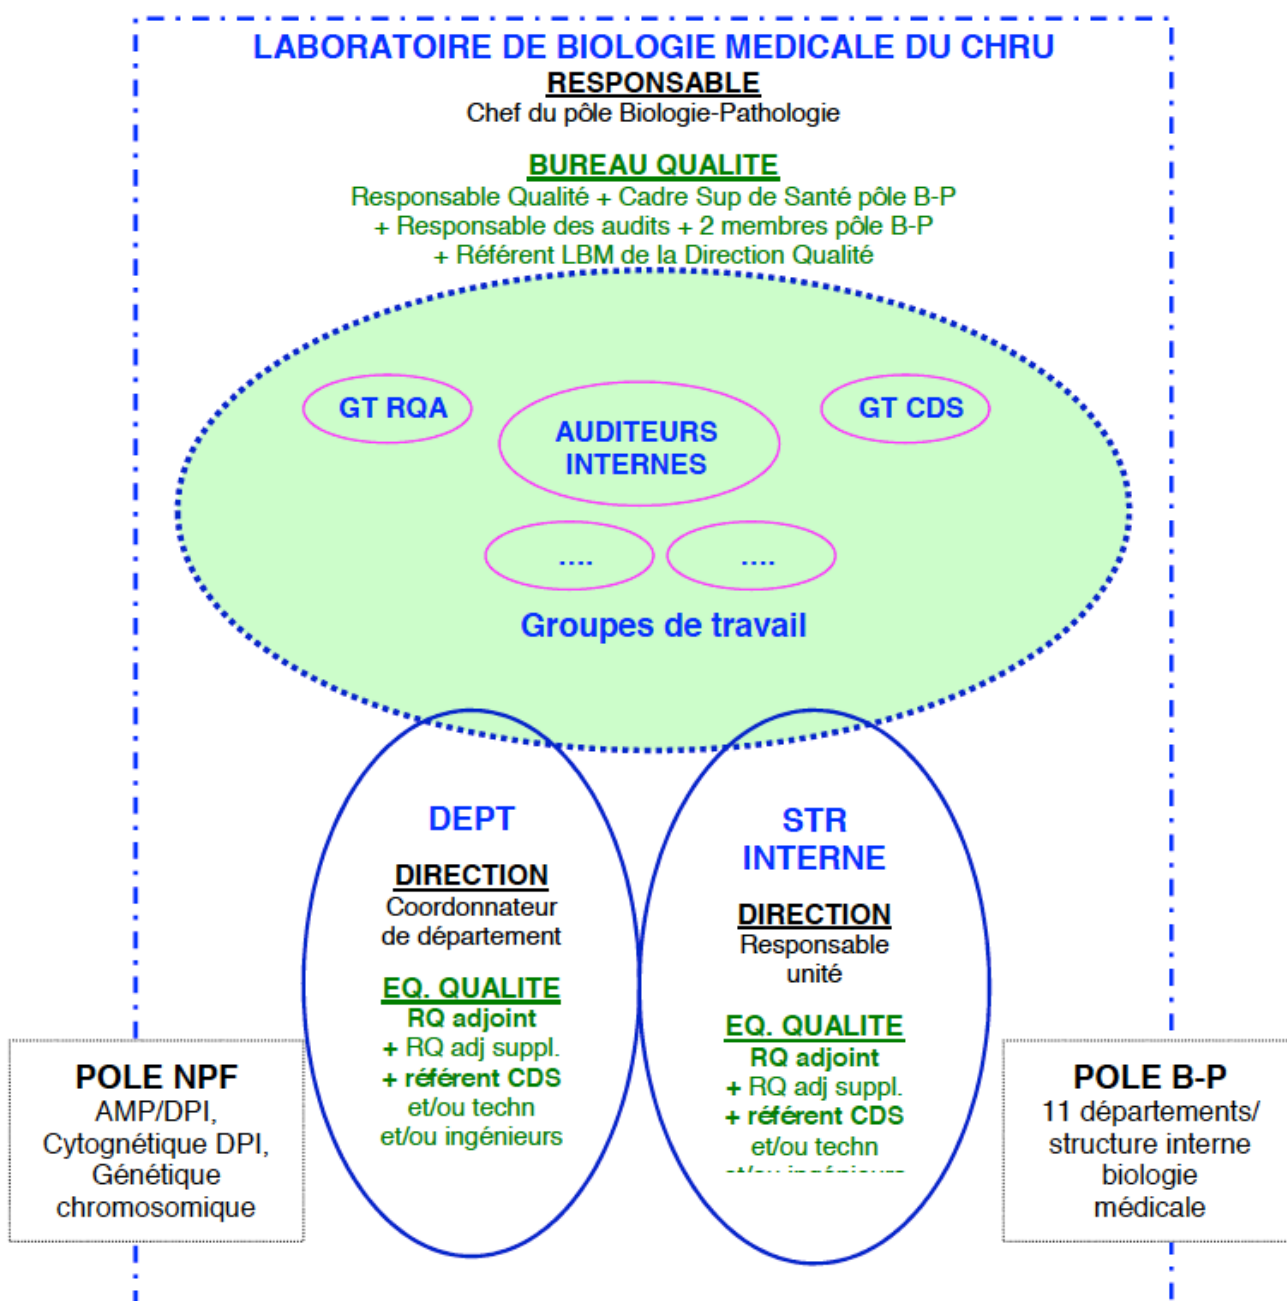 LABORATOIRE DE BIOLOGIE MEDICALE DU CHRU
RESPONSABLE
Chef du pôle Biologie-Pathologie
BUREAU QUALITE
Responsable Qualité + Cadre Sup de Santé pôle B-P
+ Responsable des audits + 2 membres pôle B-P
+ Référent LBM de la Direction Qualité
GT RQA
AUDITEURS
INTERNES
GT CDS
....
....
Groupes de travail
DEPT
DIRECTION
Coordonnateur
de département
EQ. QUALITE
RQ adjoint
+ RQ adj suppl.
+ référent CDS
et/ou techn
et/ou ingénieurs
STR
INTERNE
DIRECTION
Responsable
unité
EQ. QUALITE
RQ adjoint
+ RQ adj suppl.
+ référent CDS
et/ou techn
POLE NPF
AMP/DPI,
Cytognétique DPI,
Génétique
chromosomique
POLE B-P
11 départements/
structure interne
biologie
médicale